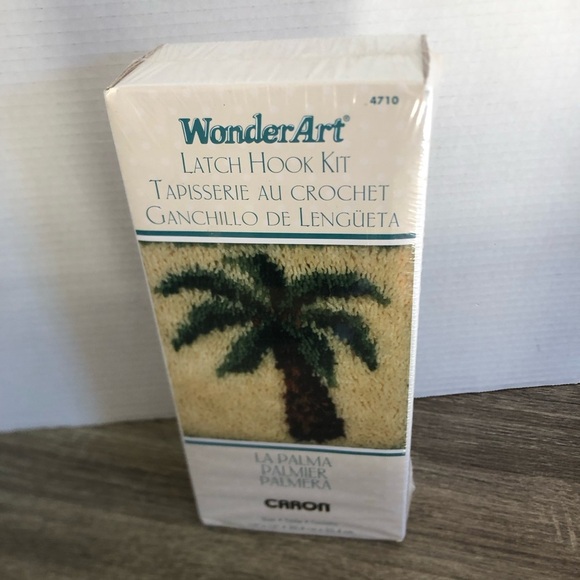 4710
WonderArt®
LATCH HOOK KIT
TAPISSERIE AU CROCHET
GANCHILLO DE LENGÜETA
LA PALMA
PALMIER
PALMERA
CARON